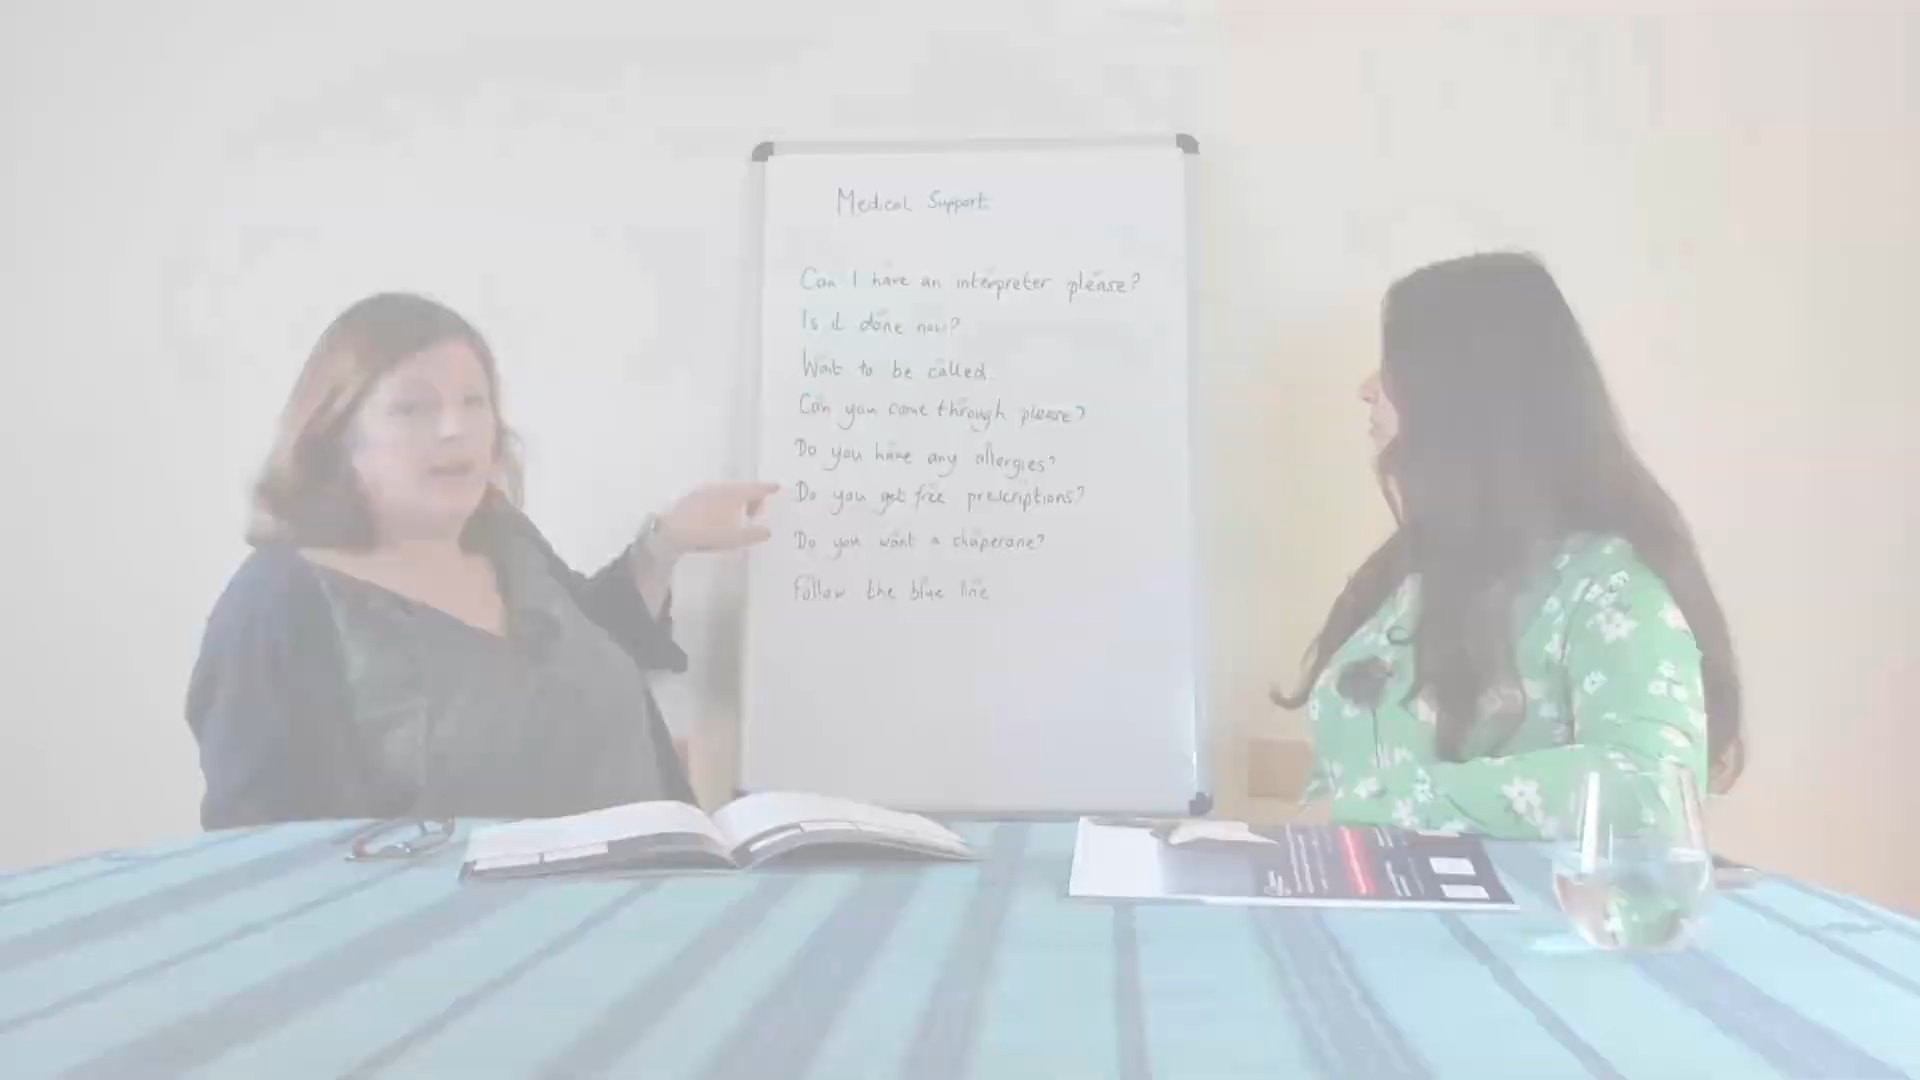 Medical Support
Can I have an interpreter please?
Is it done now?
Wait to be called.
Can you come through please?
Do you have any allergies?
Do you get free prescriptions?
Do you want a chaperone?
Follow the blue line